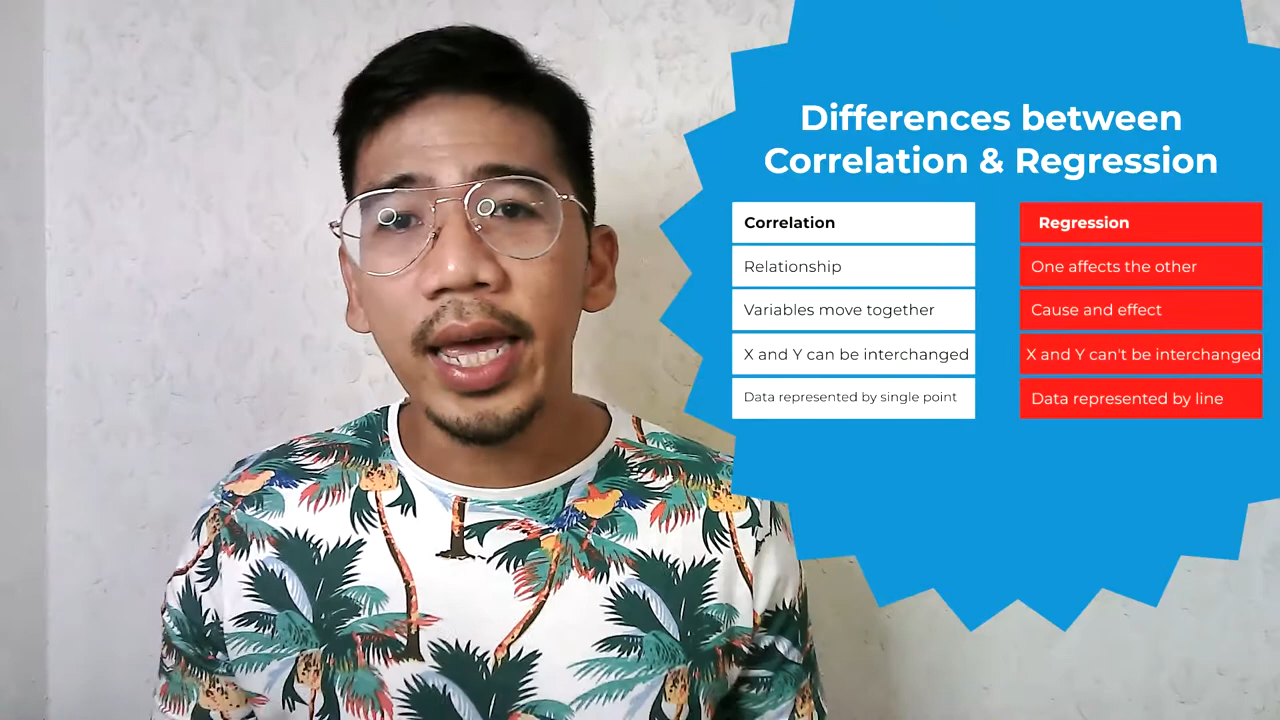 Differences between
Correlation & Regression
Correlation
Regression
Relationship
One affects the other
Variables move together
Cause and effect
X and Y can be interchanged
X and Y can't be interchanged
Data represented by single point
Data represented by line